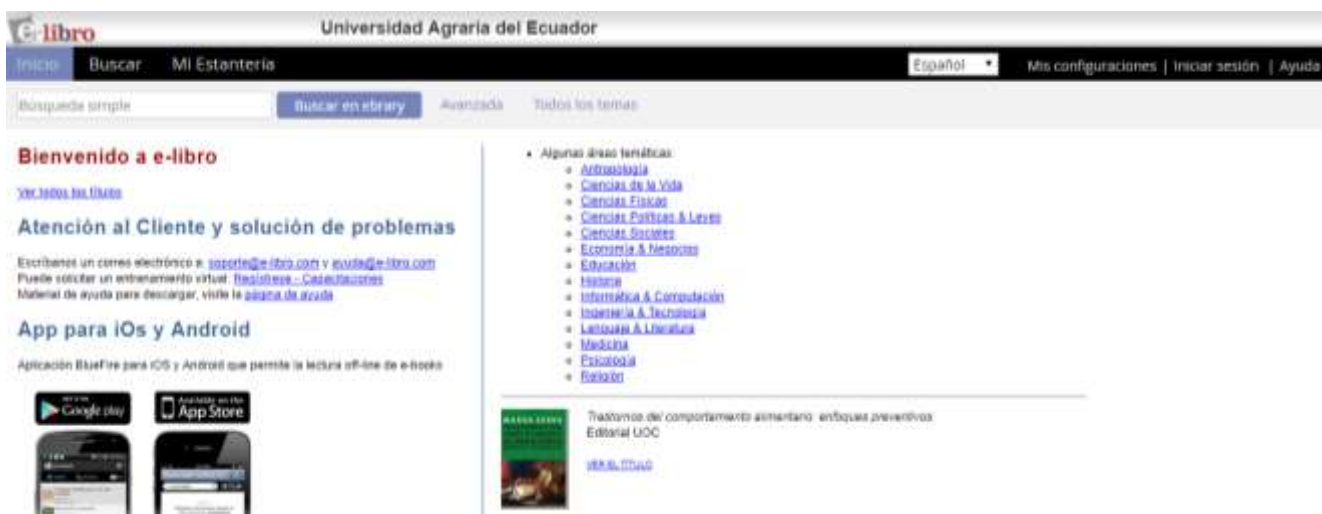 e-libro
Universidad Agraria del Ecuador
Inicio Buscar Mi Estantería
Español
Mis configuraciones | Iniciar sesión | Ayuda
Búsqueda simple
Buscar en ebrary
Avanzada
Todos los temas
Bienvenido a e-libro
Ver todos los títulos
Atención al Cliente y solución de problemas
Escríbanos un correo electrónico a: soporte@e-libro.com y ayuda@e-libro.com
Puede solicitar un entrenamiento virtual: Regístrese - Capacitaciones
Material de ayuda para descargar, visite la página de ayuda
App para iOs y Android
Aplicación BlueFire para iOS y Android que permite la lectura off-line de e-books
Google play
Available on the
App Store
Algunas áreas temáticas:
Antropología
Ciencias de la Vida
Ciencias Físicas
Ciencias Políticas & Leyes
Ciencias Sociales
Economía & Negocios
Educación
Historia
Informática & Computación
Ingeniería & Tecnología
Lenguaje & Literatura
Medicina
Psicología
Religión
Trastornos del comportamiento alimentario: enfoques preventivos
Editorial UOC
VER EL TÍTULO